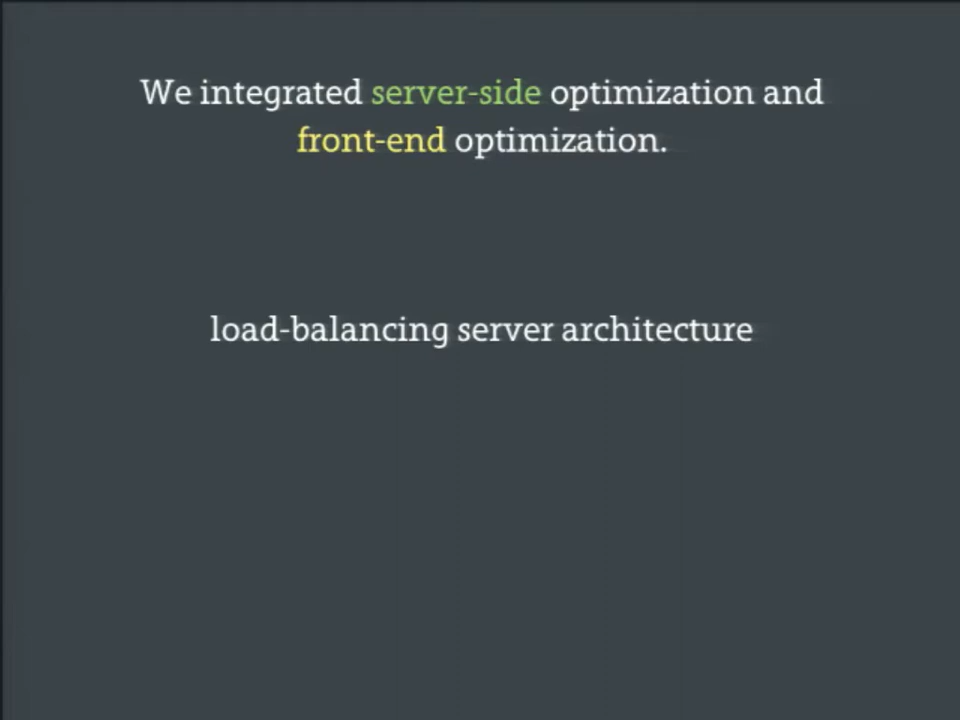 We integrated server-side optimization and
front-end optimization.
load-balancing server architecture